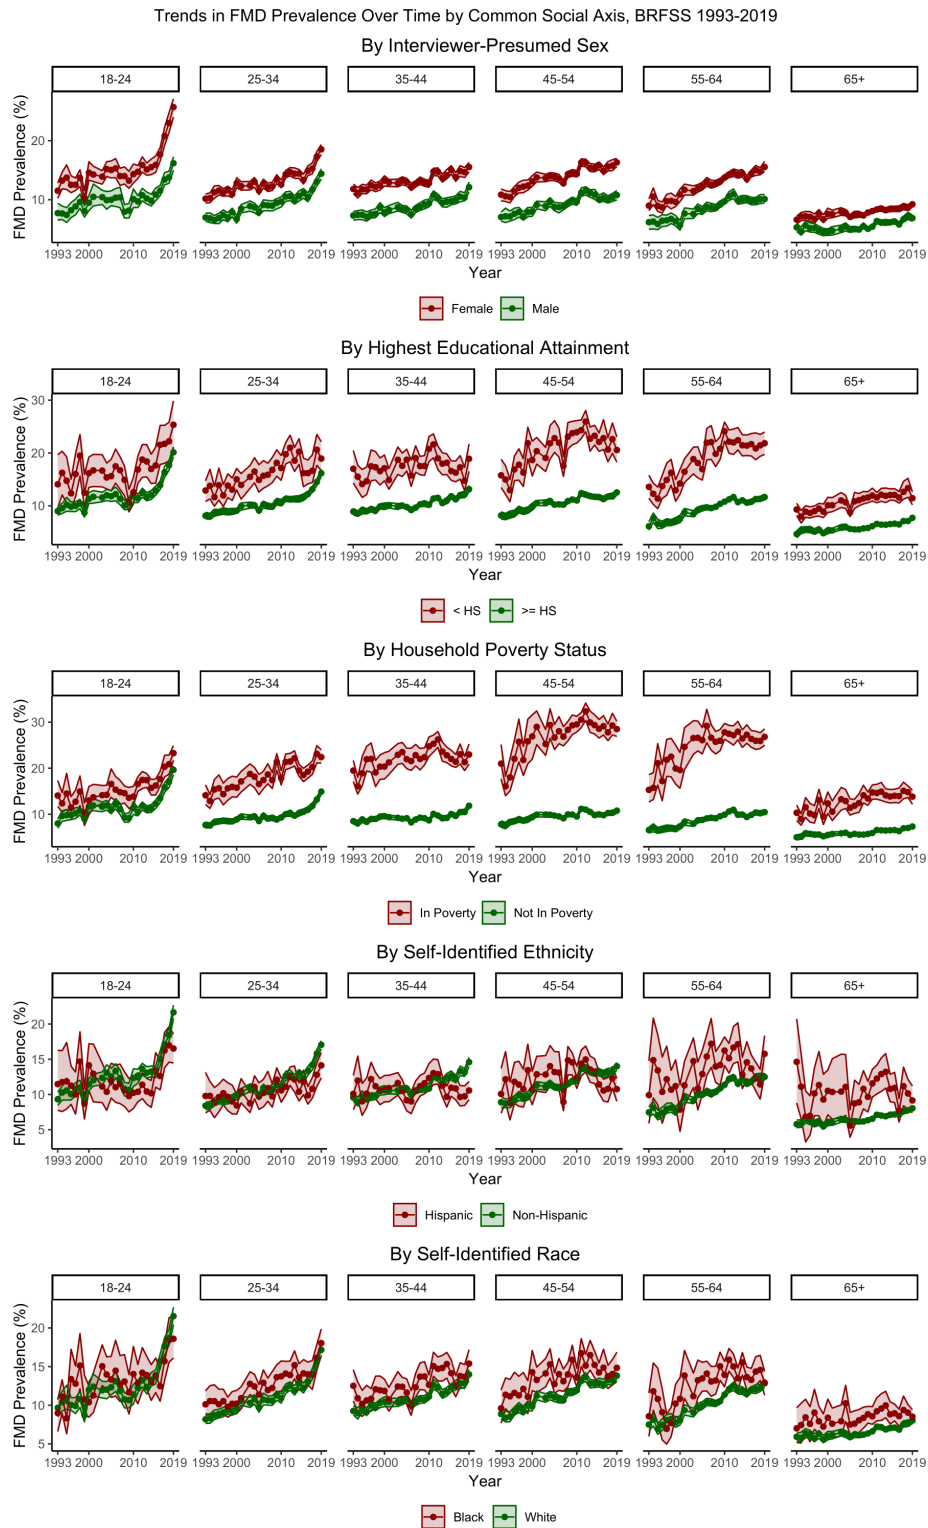 Trends in FMD Prevalence Over Time by Common Social Axis, BRFSS 1993-2019
By Interviewer-Presumed Sex
18-24 25-34 35-44 45-54 55-64 65+
FMD Prevalence (%)
20
10
1993 2000 2010 2019 1993 2000 2010 2019 1993 2000 2010 2019 1993 2000 2010 2019 1993 2000 2010 2019 1993 2000 2010 2019
Year
Female Male
By Highest Educational Attainment
18-24 25-34 35-44 45-54 55-64 65+
FMD Prevalence (%)
30
20
10
1993 2000 2010 2019 1993 2000 2010 2019 1993 2000 2010 2019 1993 2000 2010 2019 1993 2000 2010 2019 1993 2000 2010 2019
Year
< HS >= HS
By Household Poverty Status
18-24 25-34 35-44 45-54 55-64 65+
FMD Prevalence (%)
30
20
10
1993 2000 2010 2019 1993 2000 2010 2019 1993 2000 2010 2019 1993 2000 2010 2019 1993 2000 2010 2019 1993 2000 2010 2019
Year
In Poverty Not In Poverty
By Self-Identified Ethnicity
18-24 25-34 35-44 45-54 55-64 65+
FMD Prevalence (%)
20
15
10
5
1993 2000 2010 2019 1993 2000 2010 2019 1993 2000 2010 2019 1993 2000 2010 2019 1993 2000 2010 2019 1993 2000 2010 2019
Year
Hispanic Non-Hispanic
By Self-Identified Race
18-24 25-34 35-44 45-54 55-64 65+
FMD Prevalence (%)
20
15
10
5
1993 2000 2010 2019 1993 2000 2010 2019 1993 2000 2010 2019 1993 2000 2010 2019 1993 2000 2010 2019 1993 2000 2010 2019
Year
Black White